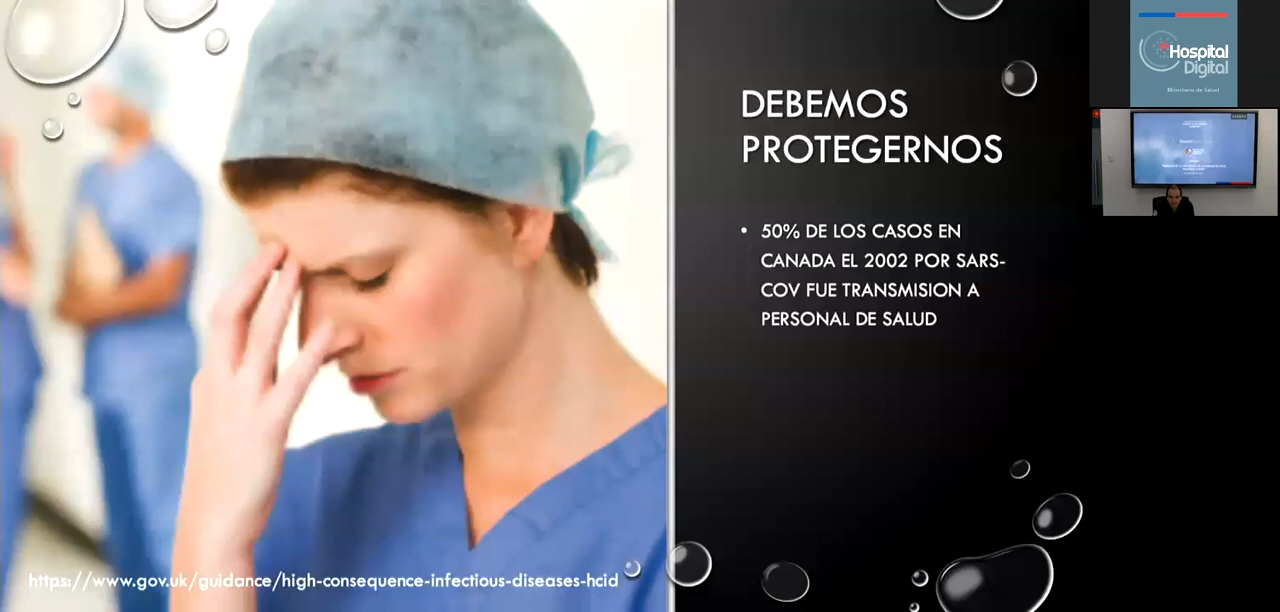 DEBEMOS
PROTEGERNOS
• 50% DE LOS CASOS EN
CANADA EL 2002 POR SARS-
COV FUE TRANSMISION A
PERSONAL DE SALUD
https://www.gov.uk/guidance/high-consequence-infectious-diseases-hcid
Hospital
Digital
Ministerio de Salud